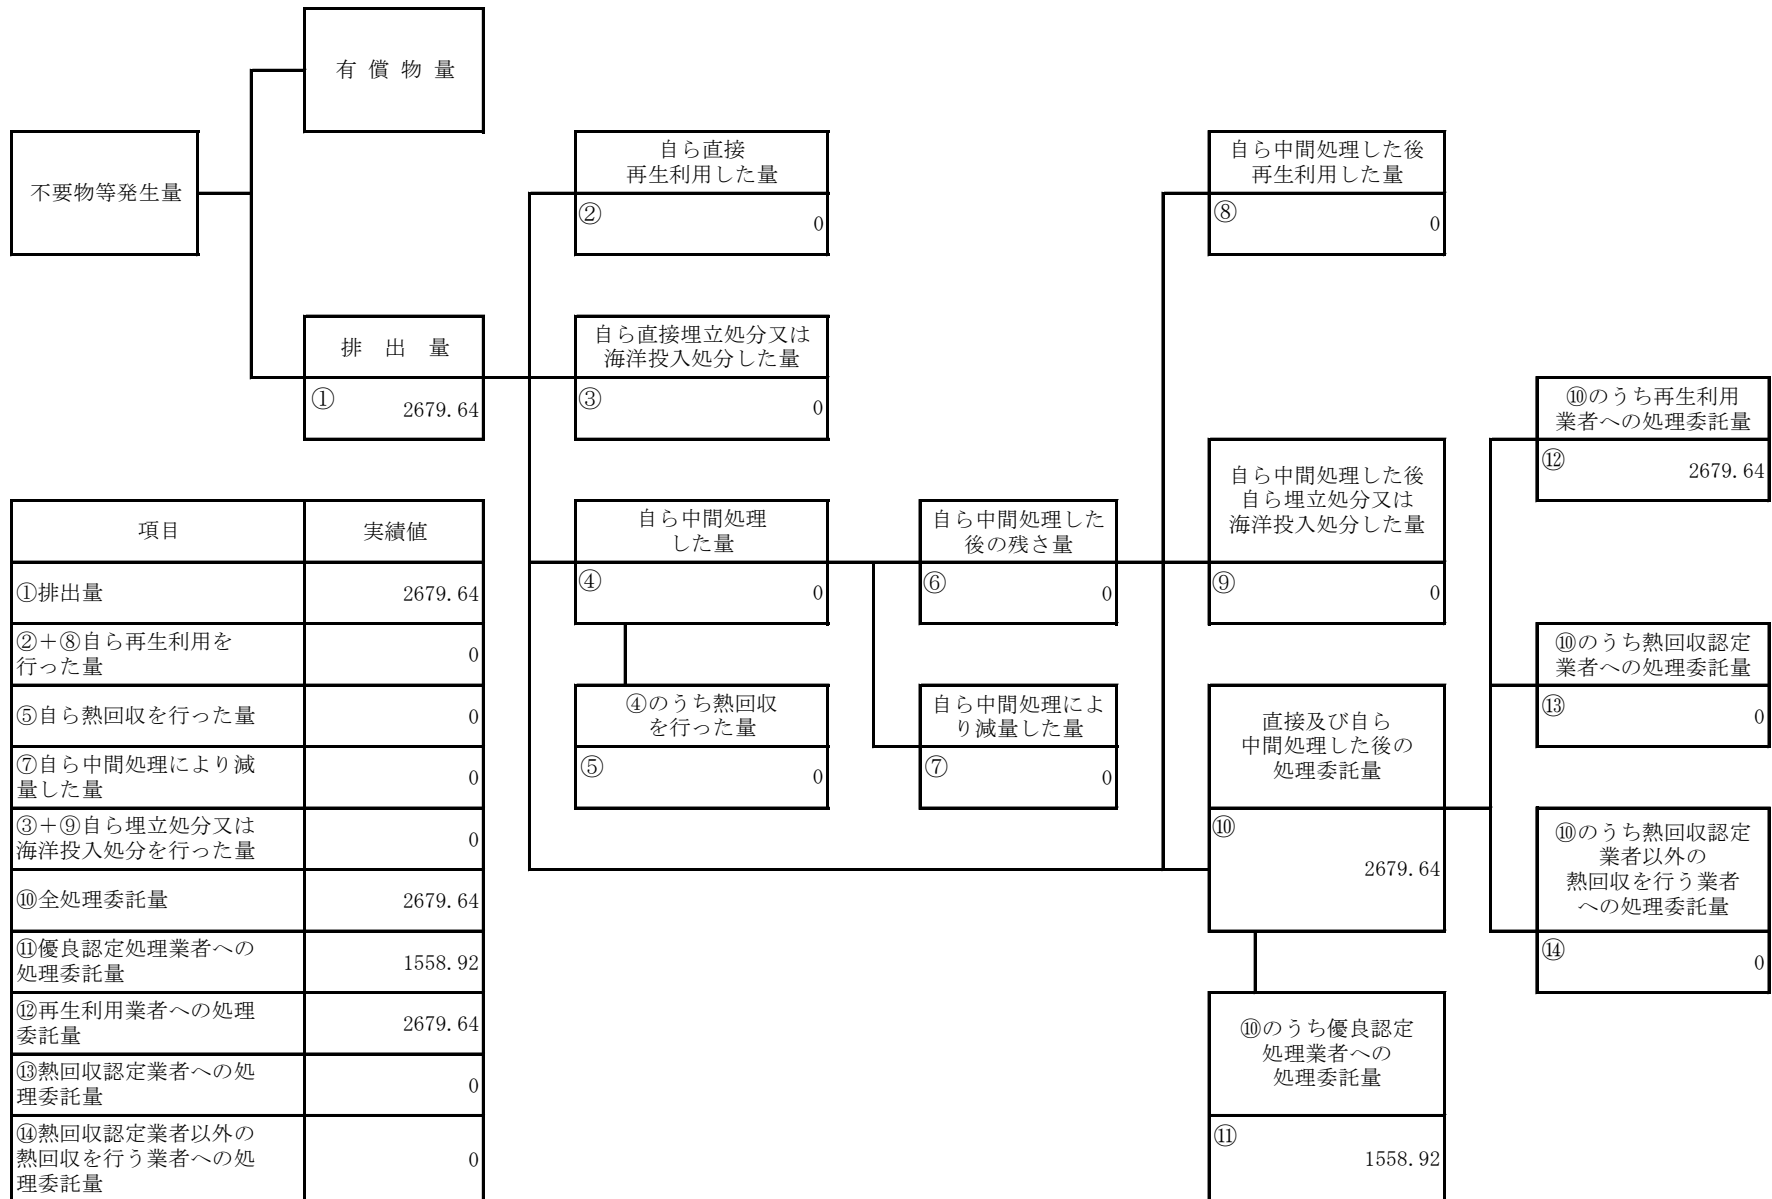 有 償 物 量
不要物等発生量
自ら直接
再生利用した量
②
0
自ら中間処理した後
再生利用した量
⑧
0
排 出 量
①
2679.64
自ら直接埋立処分又は
海洋投入処分した量
③
0
⑩のうち再生利用
業者への処理委託量
⑫
2679.64
自ら中間処理
した量
④
0
自ら中間処理した
後の残さ量
⑥
0
自ら中間処理した後
自ら埋立処分又は
海洋投入処分した量
⑨
0
⑩のうち熱回収認定
業者への処理委託量
⑬
0
④のうち熱回収
を行った量
⑤
0
自ら中間処理によ
り減量した量
⑦
0
直接及び自ら
中間処理した後の
処理委託量
⑩
2679.64
⑩のうち熱回収認定
業者以外の
熱回収を行う業者
への処理委託量
⑭
0
⑩のうち優良認定
処理業者への
処理委託量
⑪
1558.92
項目 実績値
①排出量 2679.64
②＋⑧自ら再生利用を
行った量 0
⑤自ら熱回収を行った量 0
⑦自ら中間処理により減
量した量 0
③＋⑨自ら埋立処分又は
海洋投入処分を行った量 0
⑩全処理委託量 2679.64
⑪優良認定処理業者への
処理委託量 1558.92
⑫再生利用業者への処理
委託量 2679.64
⑬熱回収認定業者への処
理委託量 0
⑭熱回収認定業者以外の
熱回収を行う業者への処
理委託量 0